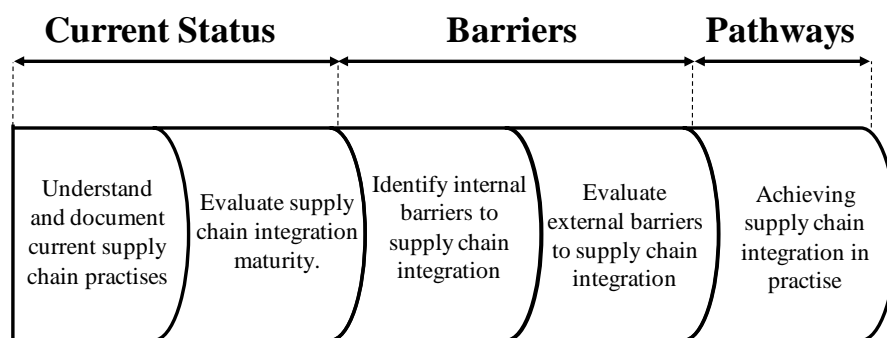 Current Status
Barriers
Pathways
Understand
and document
current supply
chain practises
Evaluate supply
chain integration
maturity.
Identify internal
barriers to
supply chain
integration
Evaluate
external barriers
to supply chain
integration
Achieving
supply chain
integration in
practise